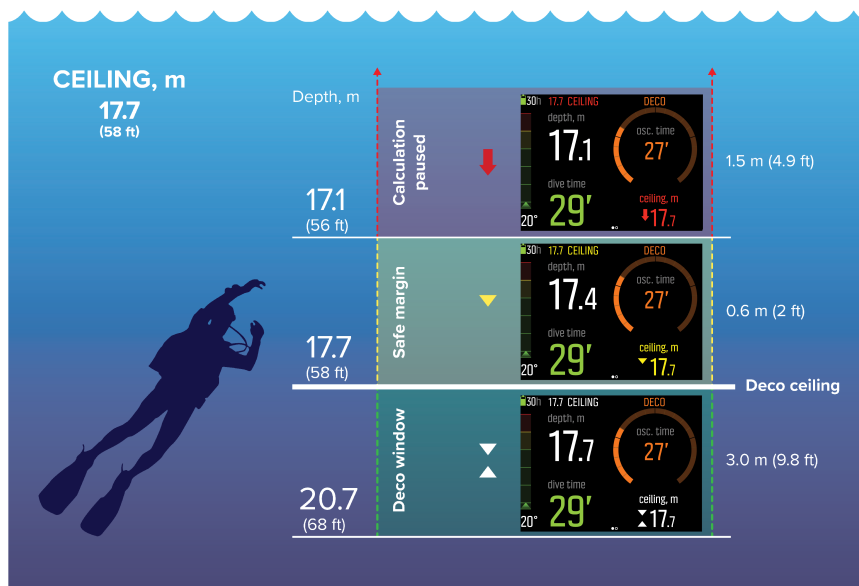 CEILING, m
17.7
(58 ft)
Depth, m
17.1
(56 ft)
17.7
(58 ft)
20.7
(68 ft)
Calculation
paused
30h 17.7 CEILING DECO
depth, m
17.1
asc. time
27'
dive time
29'
20°
ceiling, m
17.7
1.5 m (4.9 ft)
Safe margin
30h 17.7 CEILING DECO
depth, m
17.4
asc. time
27'
dive time
29'
20°
ceiling, m
17.7
0.6 m (2 ft)
Deco ceiling
Deco window
30h 17.7 CEILING DECO
depth, m
17.7
asc. time
27'
dive time
29'
20°
ceiling, m
17.7
3.0 m (9.8 ft)